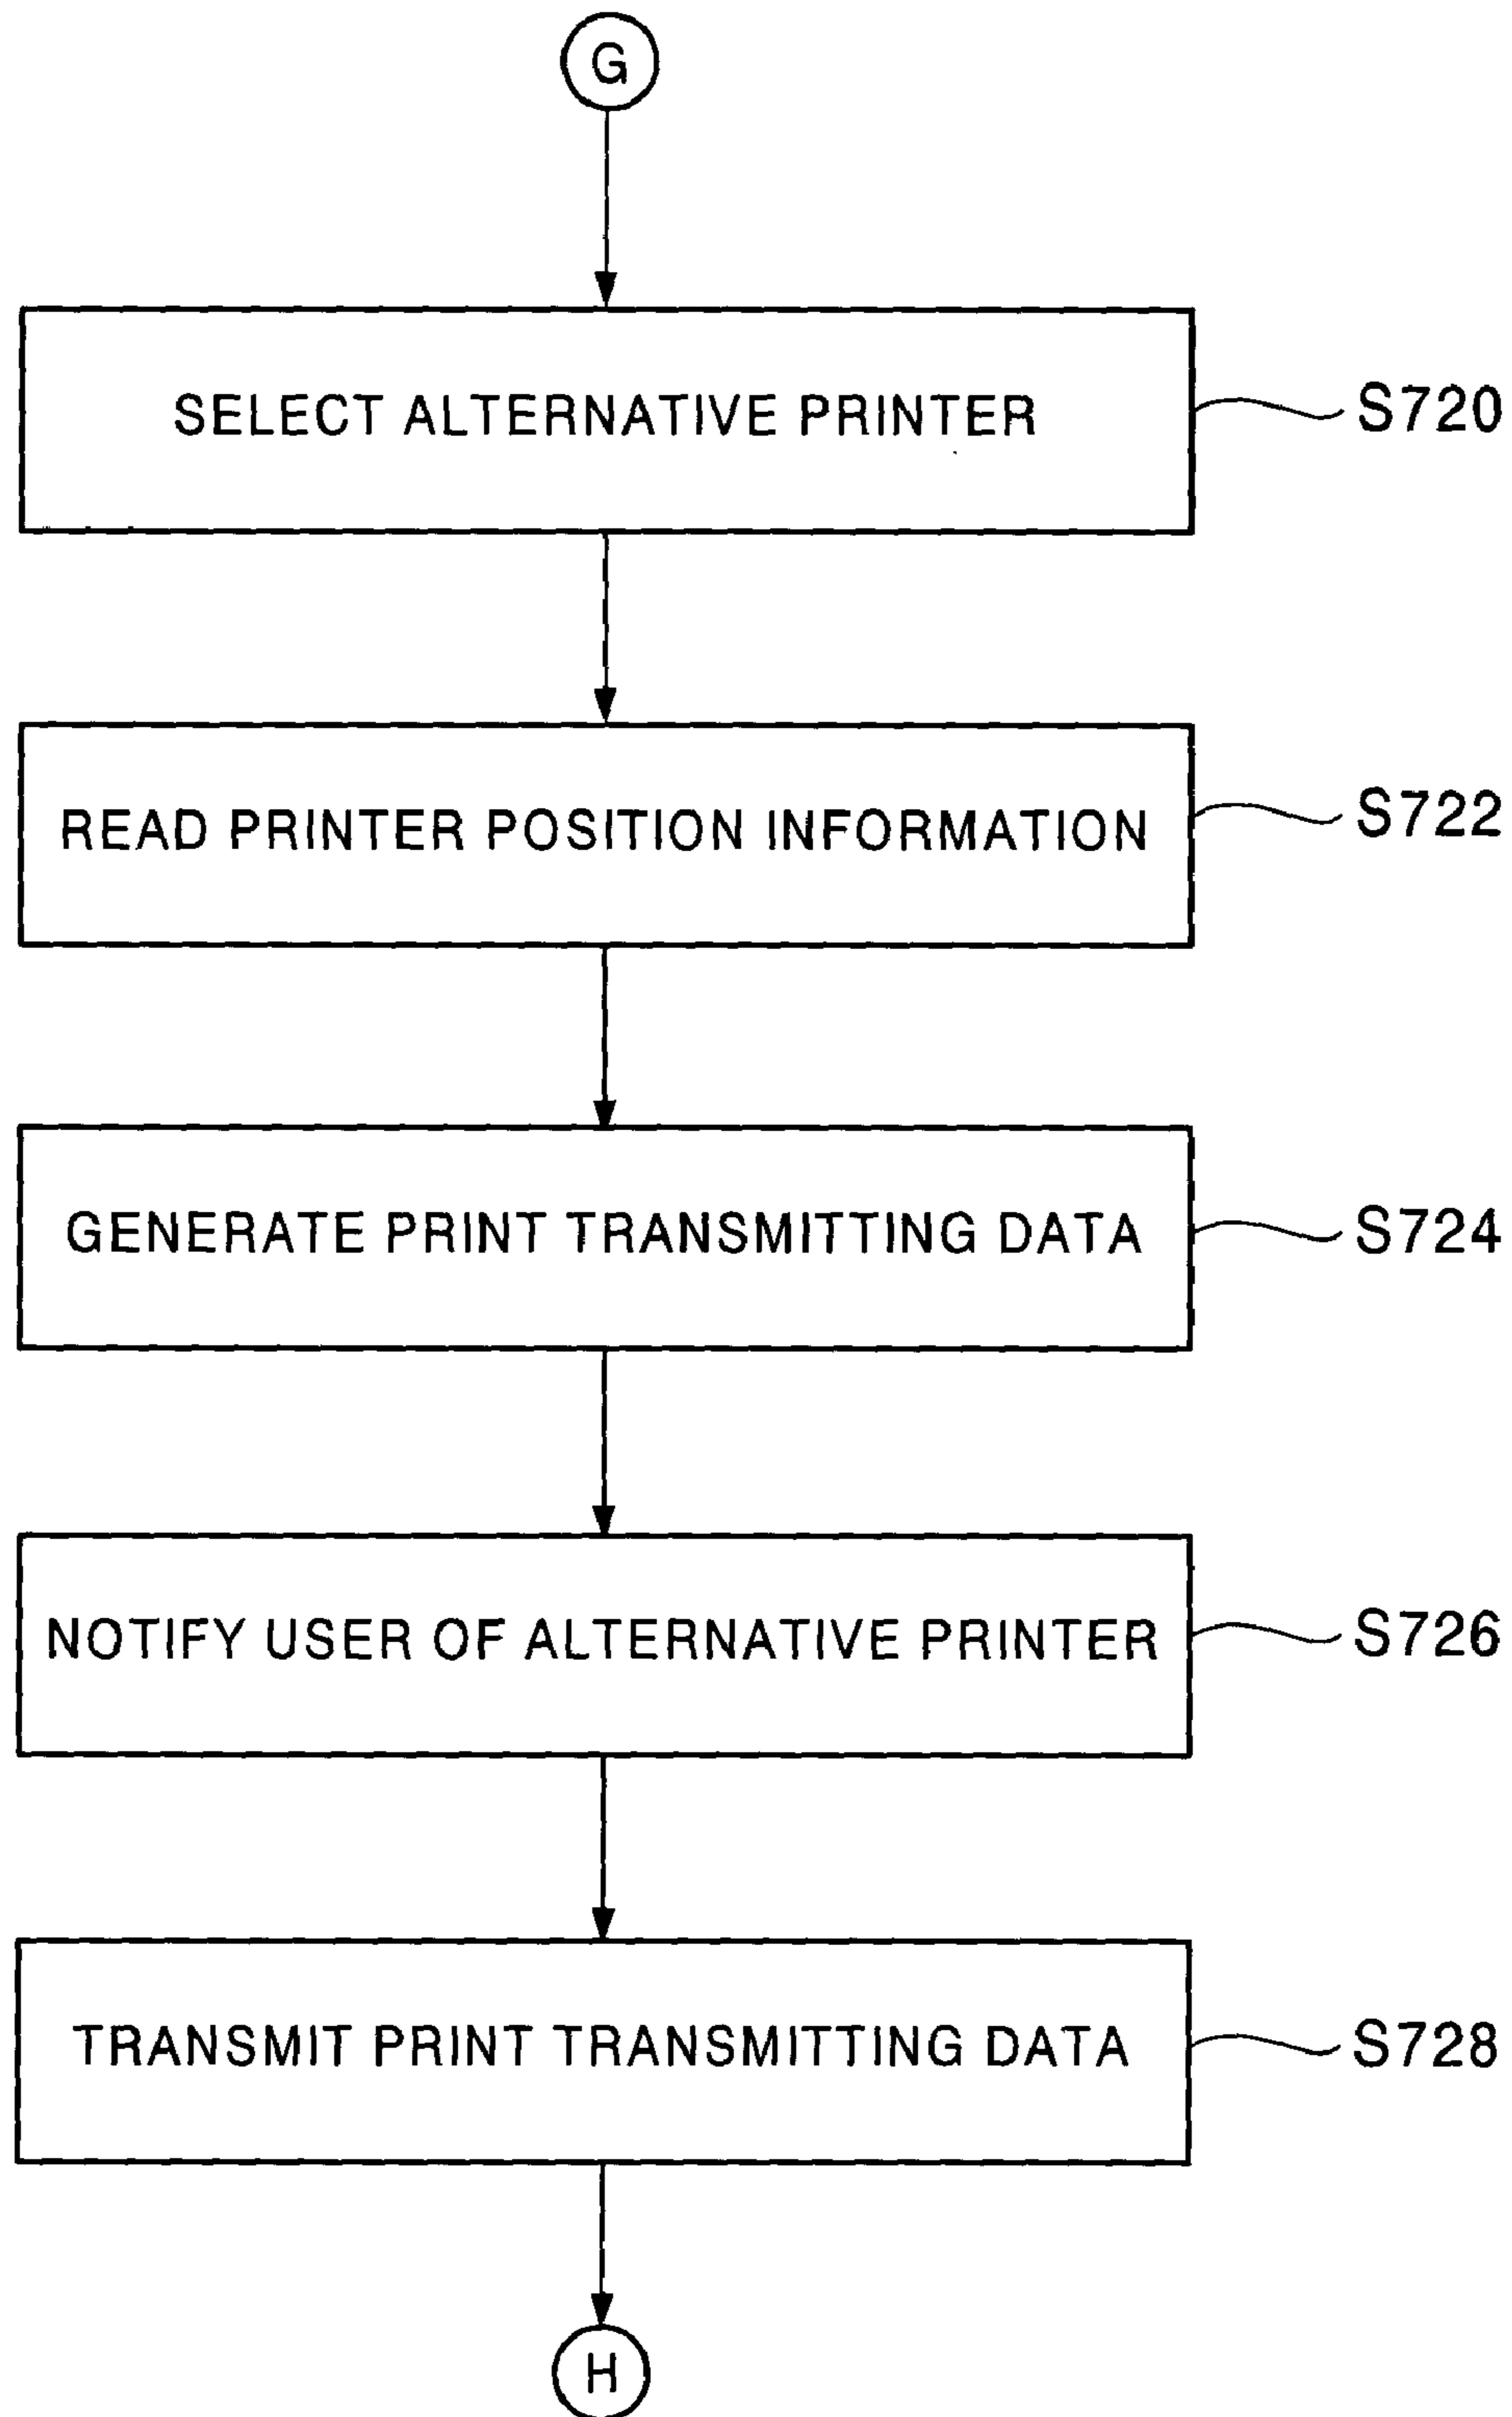 G
SELECT ALTERNATIVE PRINTER
S720
READ PRINTER POSITION INFORMATION
S722
GENERATE PRINT TRANSMITTING DATA
S724
NOTIFY USER OF ALTERNATIVE PRINTER
S726
TRANSMIT PRINT TRANSMITTING DATA
S728
H